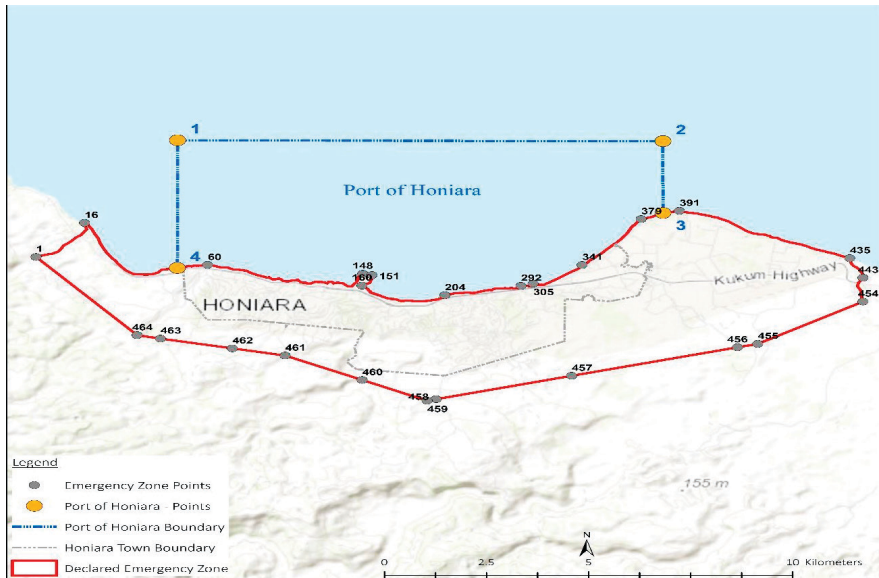 1
2
Port of Honiara
16
379
391
3
1
4
60
148
151
160
341
435
443
292
305
204
454
Kukum-Highway
HONIARA
464
463
462
461
460
458
459
457
456
455
155 m
Legend
Emergency Zone Points
Port of Honiara - Points
Port of Honiara Boundary
Honiara Town Boundary
Declared Emergency Zone
N
0
2.5
5
10 Kilometers